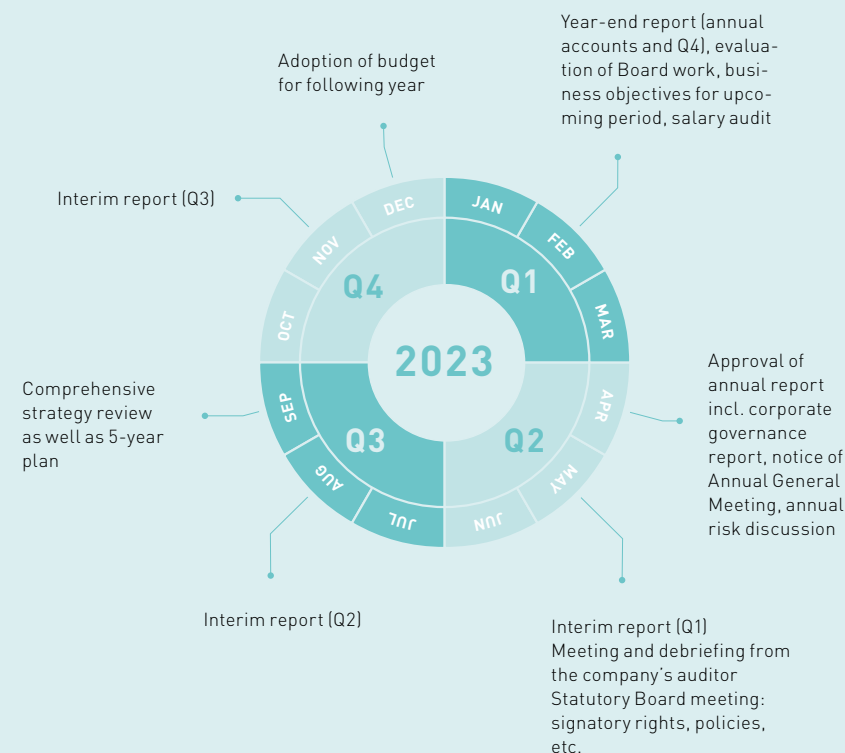 Year-end report (annual
accounts and Q4), evalua-
tion of Board work, busi-
ness objectives for upco-
ming period, salary audit
Adoption of budget
for following year
Interim report (Q3)
DEC
JAN
NOV
FEB
Q4
Q1
OCT
MAR
2023
Approval of
annual report
incl. corporate
governance
report, notice of
Annual General
Meeting, annual
risk discussion
Comprehensive
strategy review
as well as 5-year
plan
SEP
APR
Q3
Q2
AUG
MAY
JUL
JUN
Interim report (Q2)
Interim report (Q1)
Meeting and debriefing from
the company's auditor
Statutory Board meeting:
signatory rights, policies,
etc.